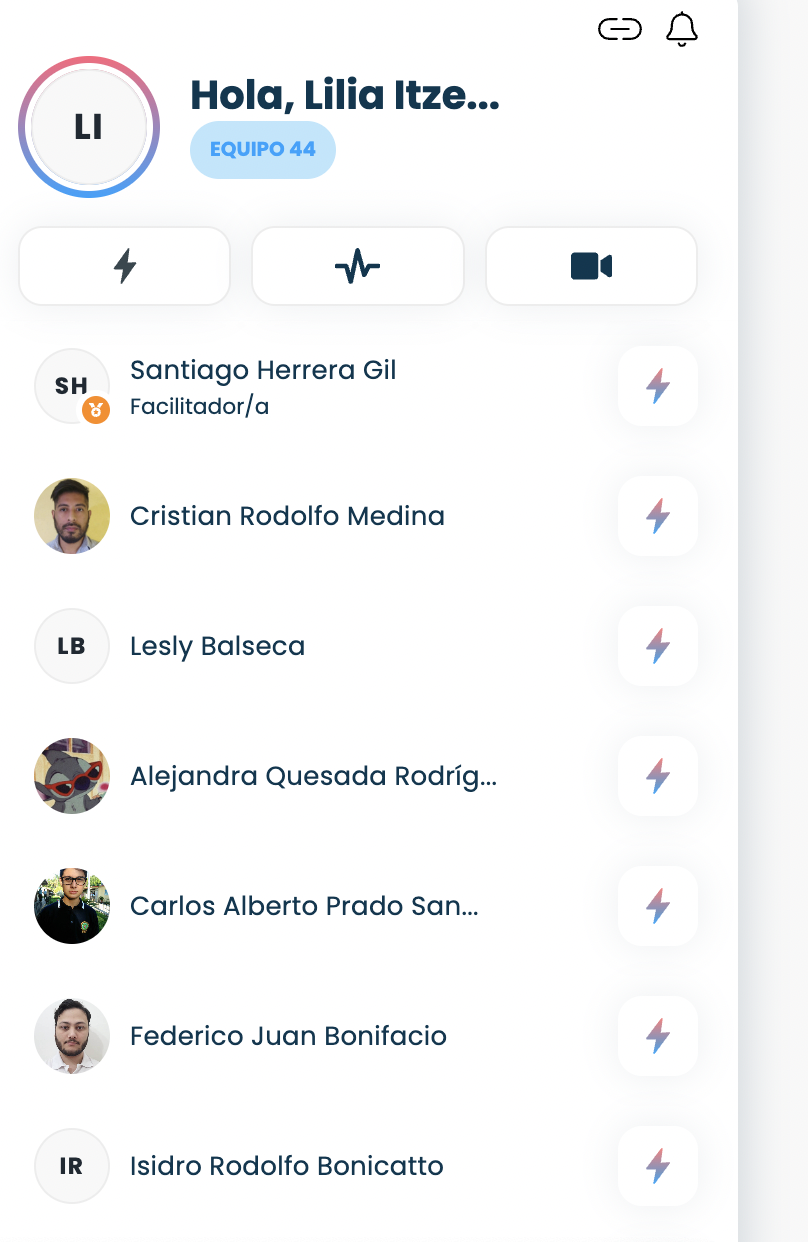 LI
Hola, Lilia Itze...
EQUIPO 44
SH
Santiago Herrera Gil
Facilitador/a
Cristian Rodolfo Medina
LB
Lesly Balseca
Alejandra Quesada Rodríg...
Carlos Alberto Prado San...
Federico Juan Bonifacio
IR
Isidro Rodolfo Bonicatto